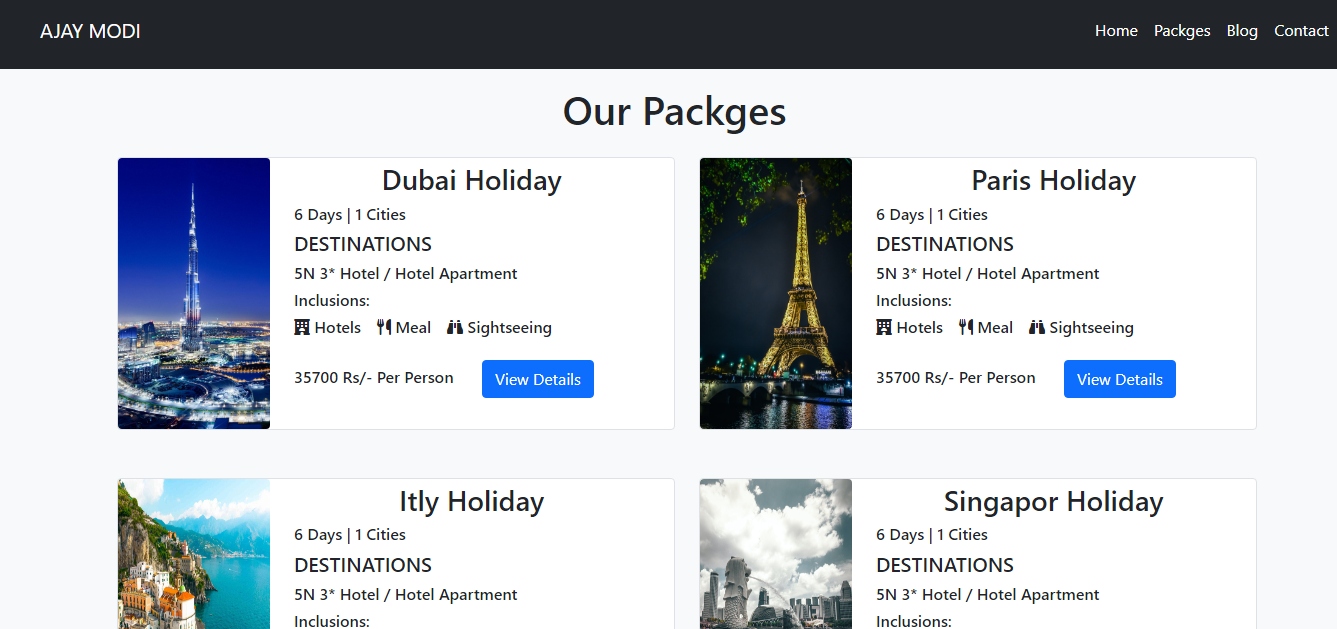 AJAY MODI
Home Packges Blog Contact
Our Packges
Dubai Holiday
6 Days | 1 Cities
DESTINATIONS
5N 3* Hotel / Hotel Apartment
Inclusions:
Hotels Meal Sightseeing
35700 Rs/- Per Person View Details
Paris Holiday
6 Days | 1 Cities
DESTINATIONS
5N 3* Hotel / Hotel Apartment
Inclusions:
Hotels Meal Sightseeing
35700 Rs/- Per Person View Details
Itly Holiday
6 Days | 1 Cities
DESTINATIONS
5N 3* Hotel / Hotel Apartment
Inclusions:
Singapor Holiday
6 Days | 1 Cities
DESTINATIONS
5N 3* Hotel / Hotel Apartment
Inclusions: